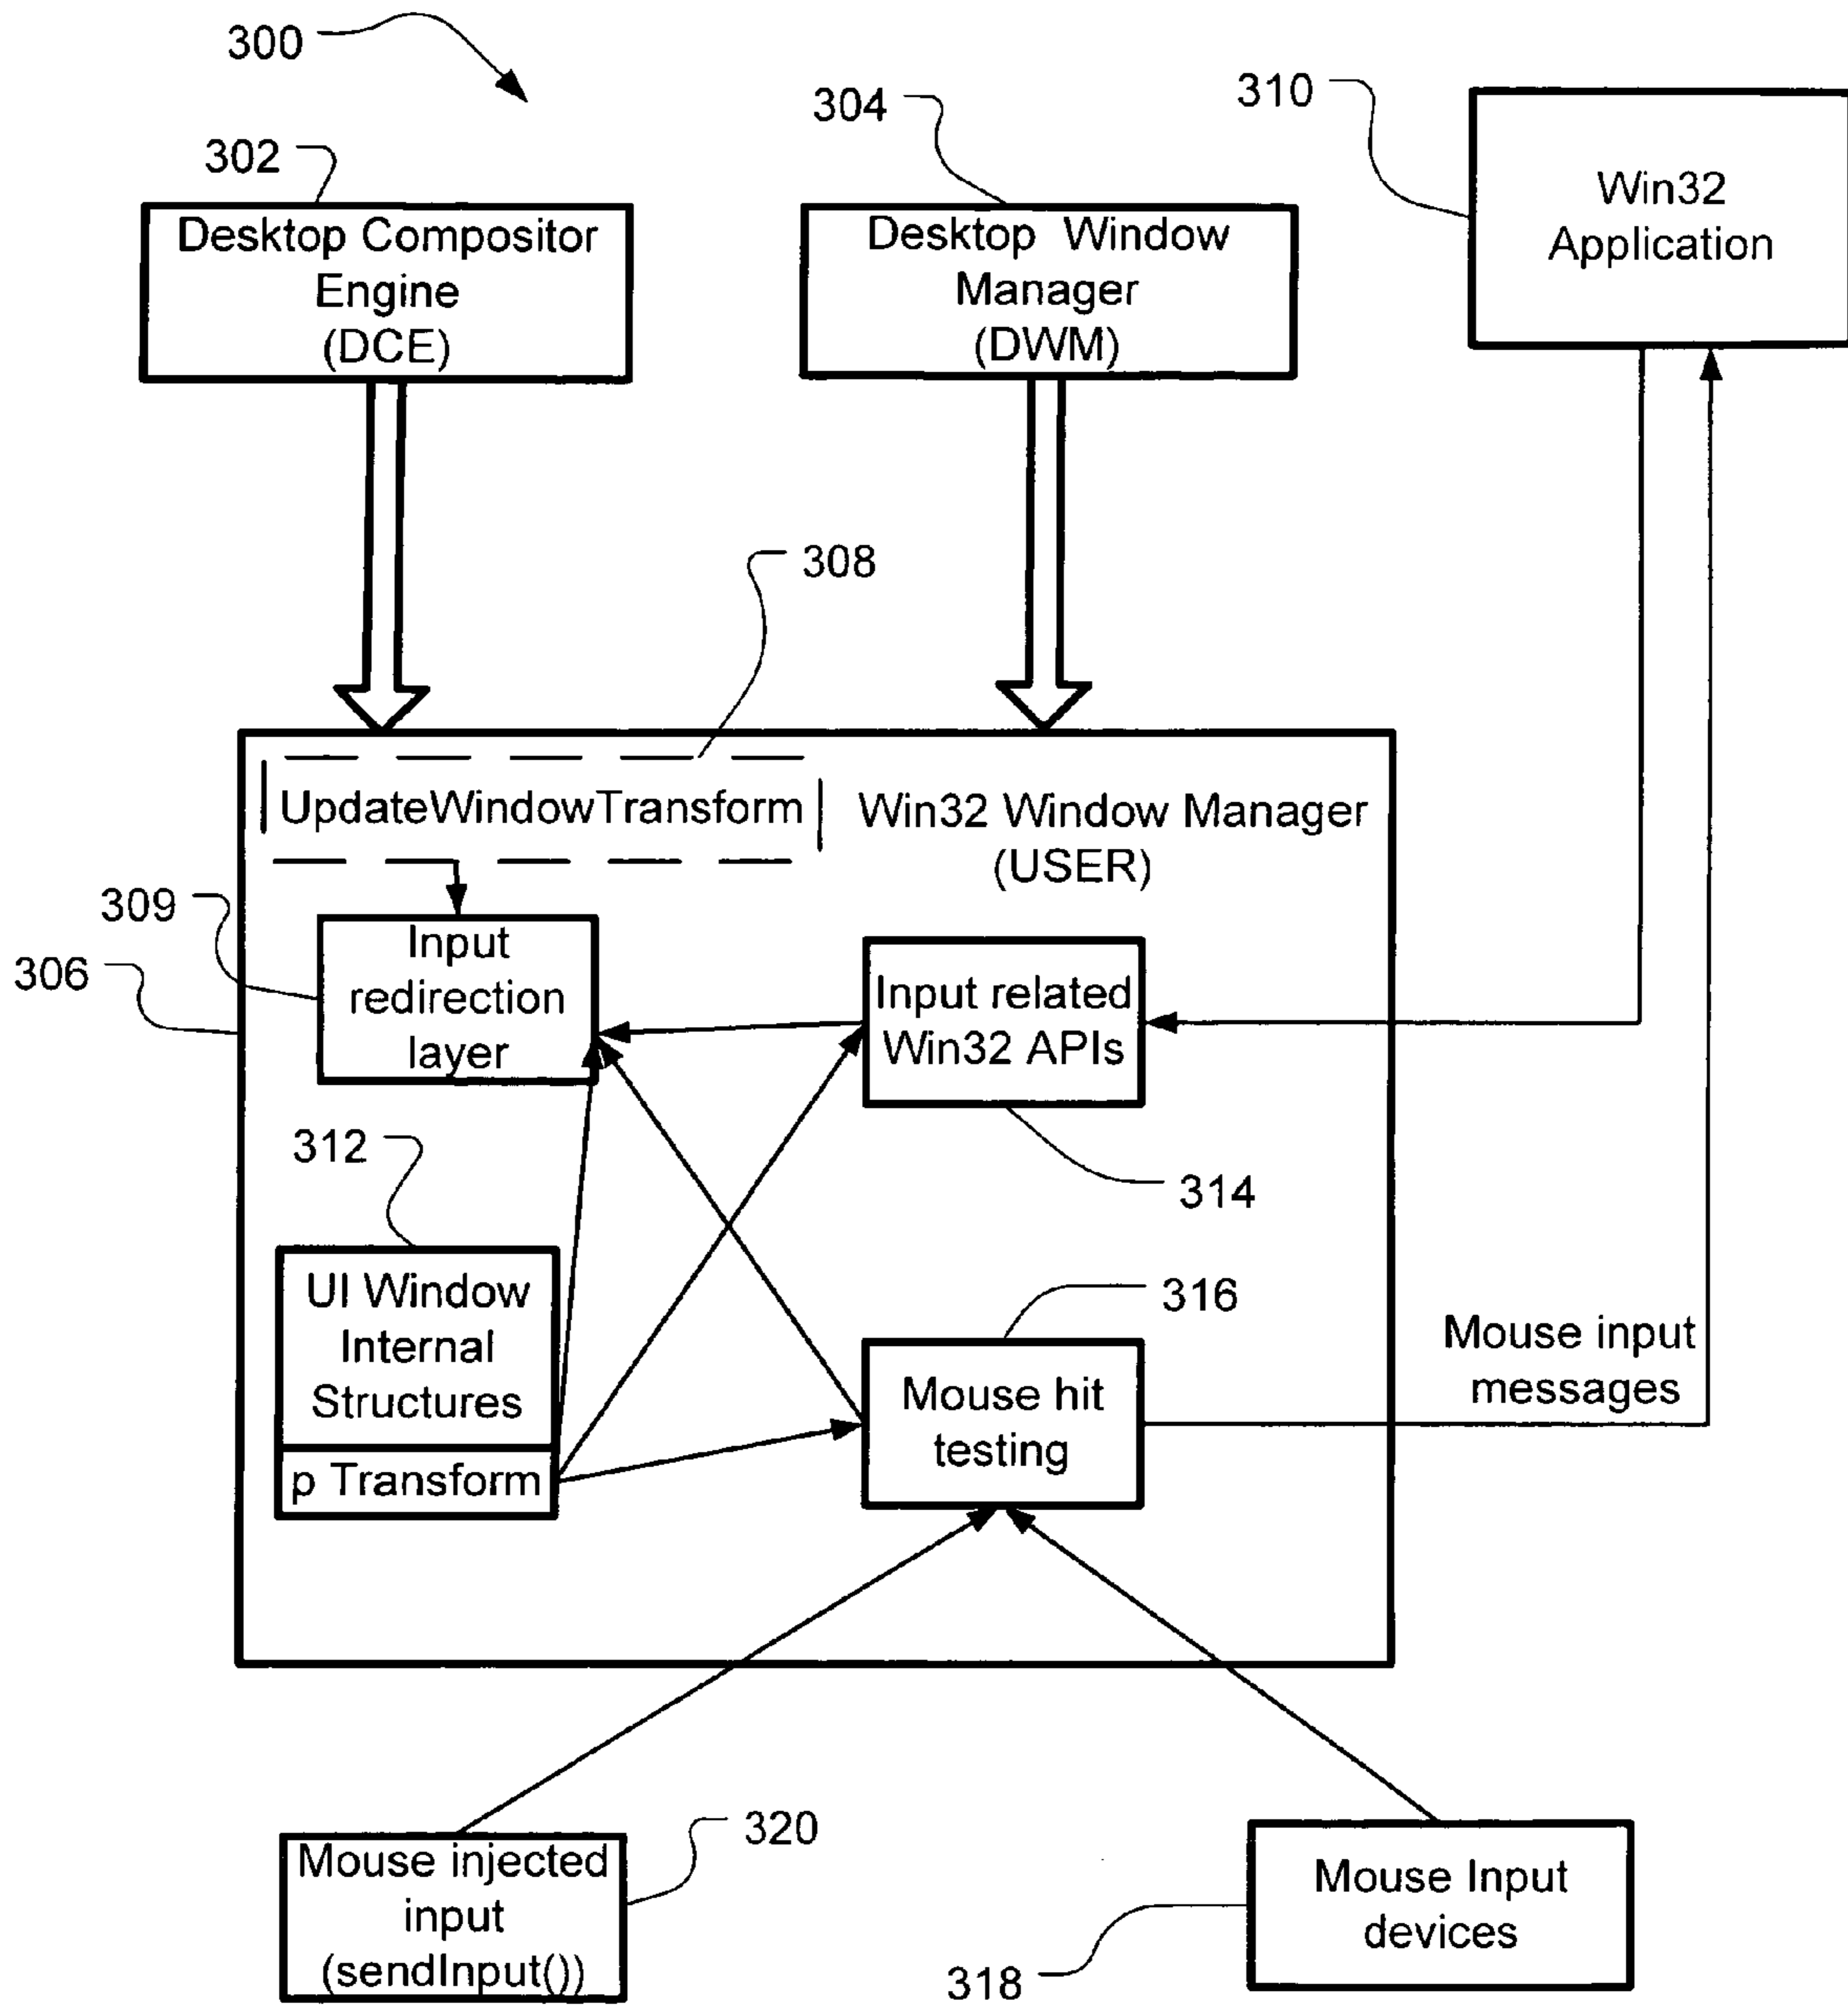 300
302
304
310
Desktop Compositor
Engine
(DCE)
Desktop Window
Manager
(DWM)
Win32
Application
308
UpdateWindowTransform
Win32 Window Manager
(USER)
309
306
Input
redirection
layer
Input related
Win32 APIs
312
314
UI Window
Internal
Structures
p Transform
316
Mouse hit
testing
Mouse input
messages
320
Mouse injected
input
(sendInput())
318
Mouse Input
devices